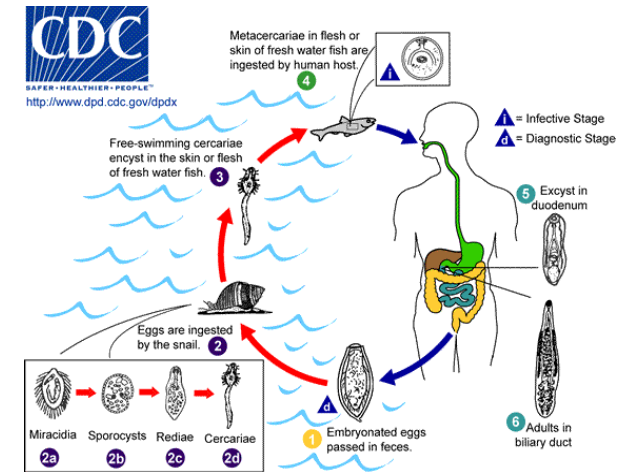 CDC
SAFER • HEALTHIER • PEOPLE™
http://www.dpd.cdc.gov/dpdx
Metacercariae in flesh or
skin of fresh water fish are
ingested by human host.
4
i
i = Infective Stage
d = Diagnostic Stage
Free-swimming cercariae
encyst in the skin or flesh
of fresh water fish. 3
5 Excyst in
duodenum
Eggs are ingested
by the snail. 2
Miracidia Sporocysts Rediae Cercariae
2a 2b 2c 2d
d
1 Embryonated eggs
passed in feces.
6 Adults in
biliary duct